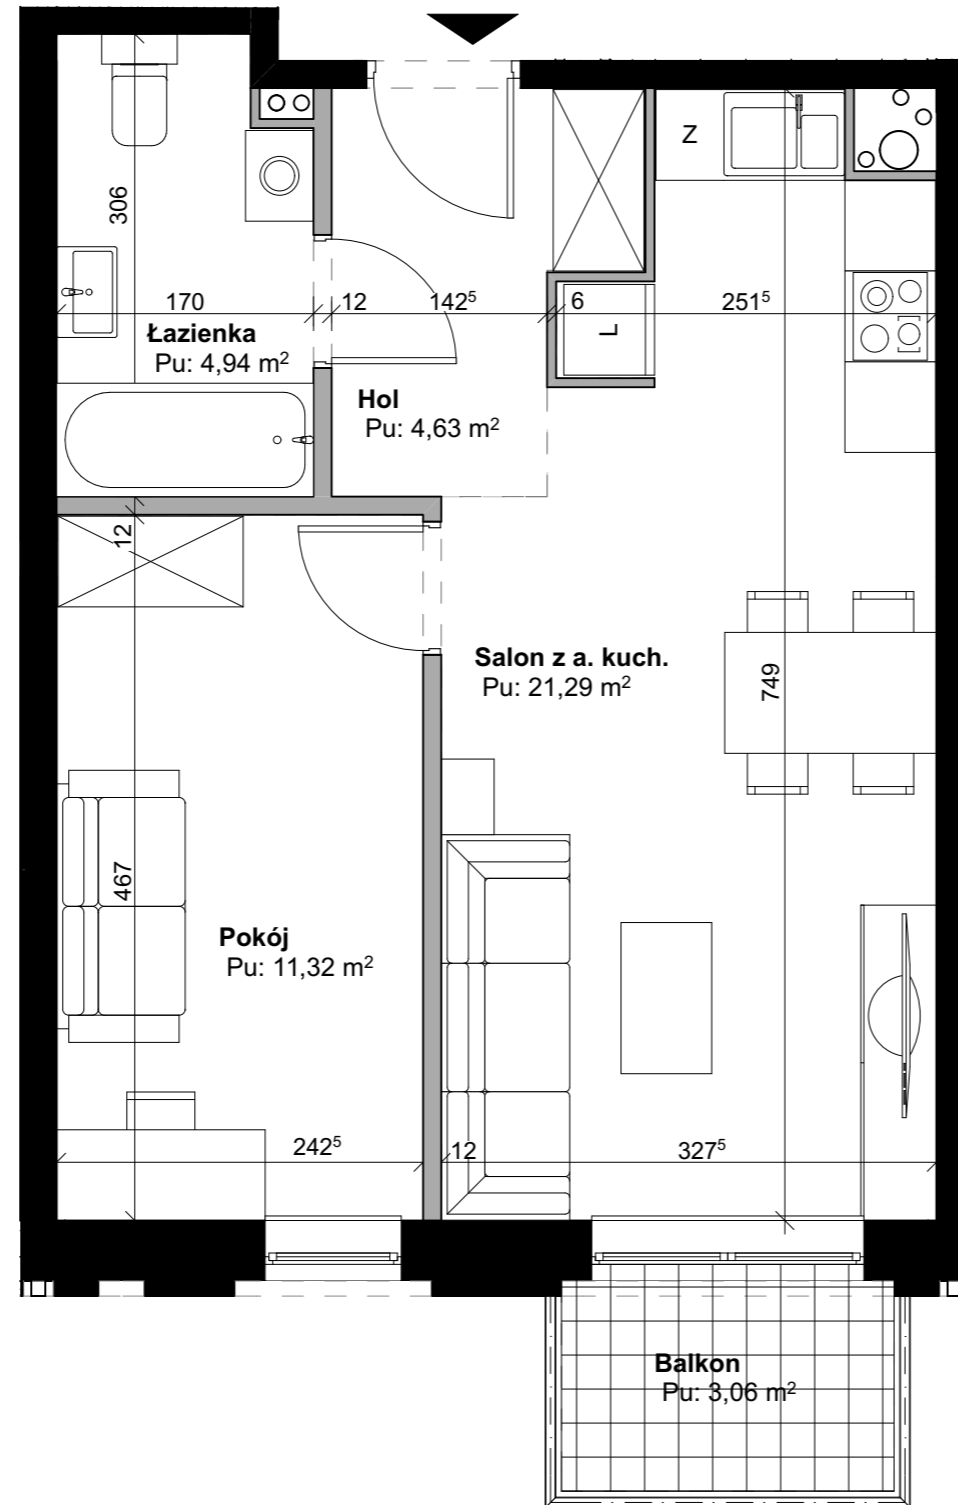 Z
306
170
12
142⁵
6
251⁵
L
Łazienka
Pu: 4,94 m²
Hol
Pu: 4,63 m²
12
Salon z a. kuch.
Pu: 21,29 m²
749
467
Pokój
Pu: 11,32 m²
242⁵
12
327⁵
Balkon
Pu: 3,06 m²